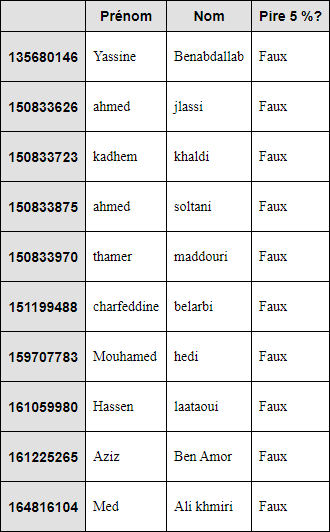 Prénom Nom Pire 5 %?
135680146 Yassine Benabdallab Faux
150833626 ahmed jlassi Faux
150833723 kadhem khaldi Faux
150833875 ahmed soltani Faux
150833970 thamer maddouri Faux
151199488 charfeddine belarbi Faux
159707783 Mouhamed hedi Faux
161059980 Hassen laataoui Faux
161225265 Aziz Ben Amor Faux
164816104 Med Ali khmiri Faux